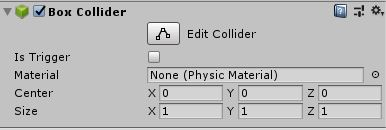 Box Collider
Edit Collider
Is Trigger
Material None (Physic Material)
Center X 0 Y 0 Z 0
Size X 1 Y 1 Z 1